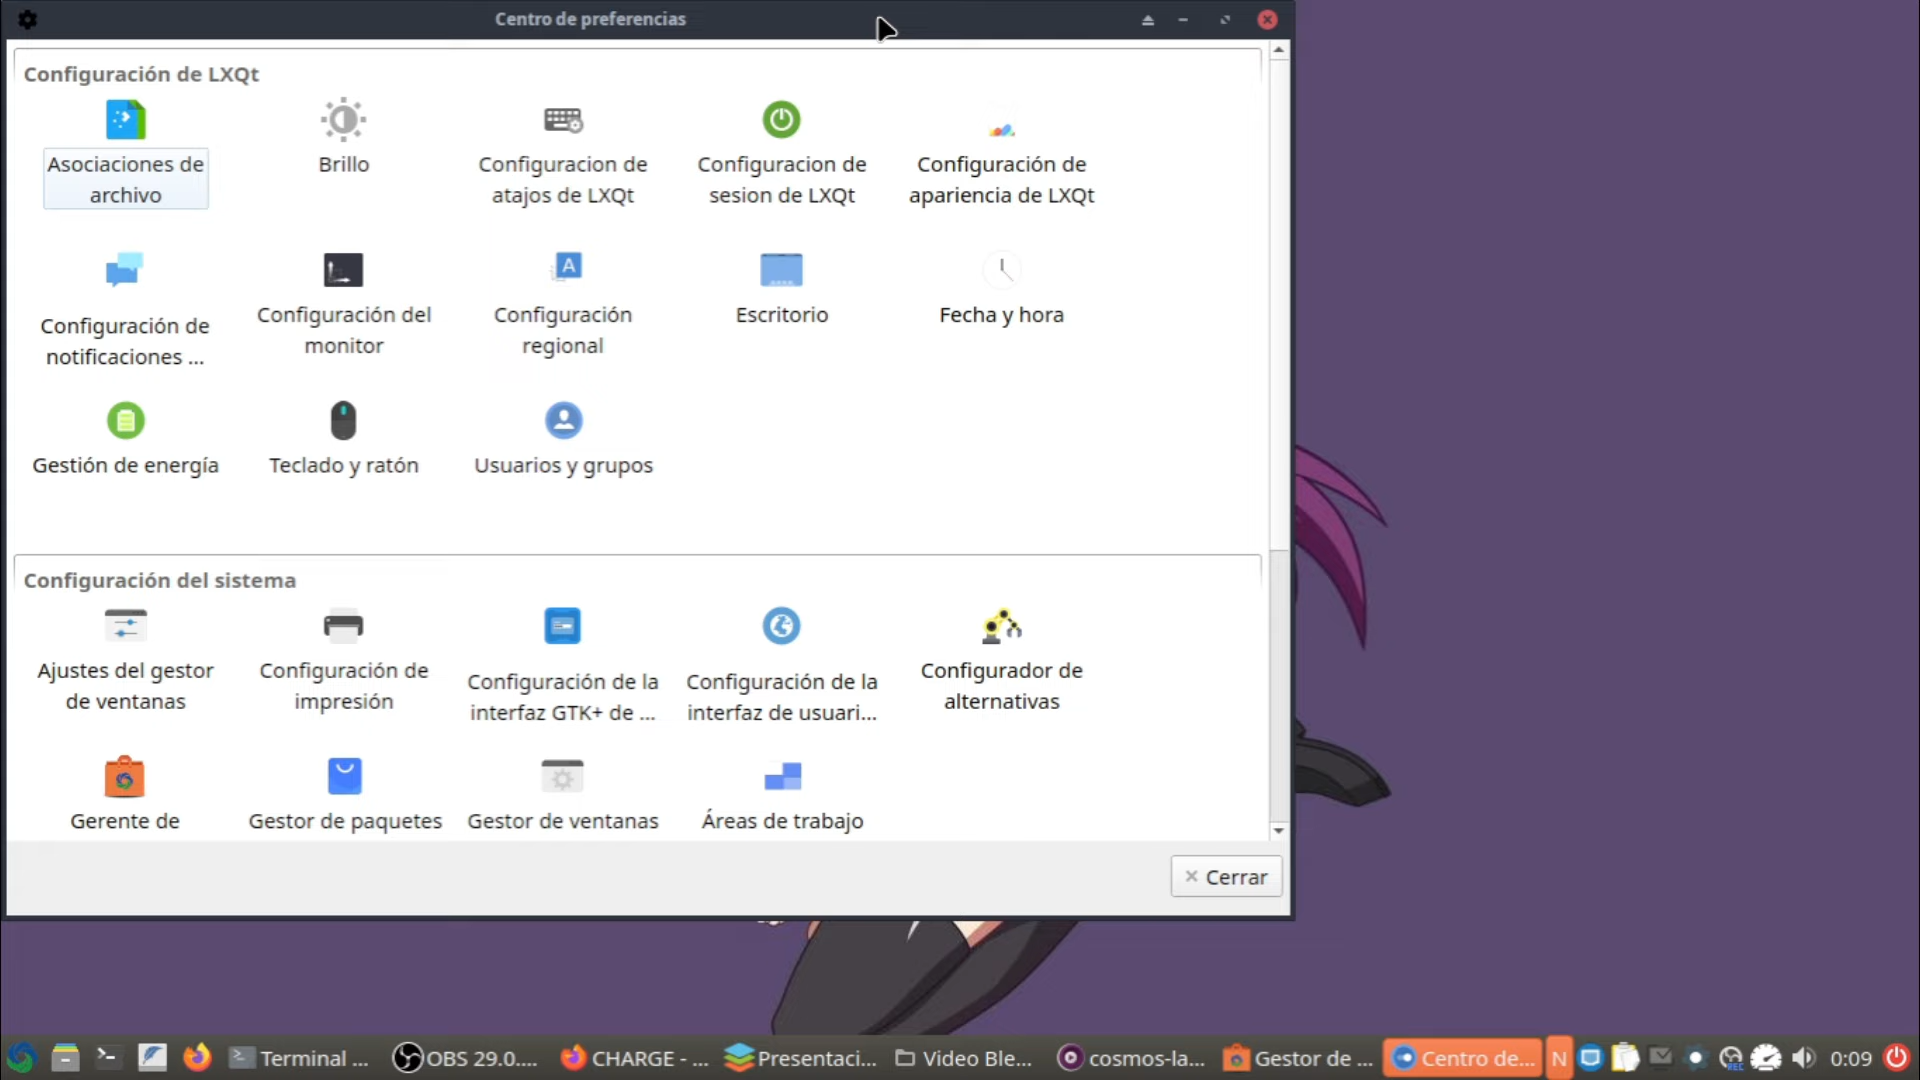 Centro de preferencias
Configuración de LXQt
Asociaciones de
archivo
Brillo
Configuracion de
atajos de LXQt
Configuracion de
sesion de LXQt
Configuración de
apariencia de LXQt
Configuración de
notificaciones ...
Configuración del
monitor
Configuración
regional
Escritorio
Fecha y hora
Gestión de energía
Teclado y ratón
Usuarios y grupos
Configuración del sistema
Ajustes del gestor
de ventanas
Configuración de
impresión
Configuración de la
interfaz GTK+ de ...
Configuración de la
interfaz de usuari...
Configurador de
alternativas
Gerente de
Gestor de paquetes
Gestor de ventanas
Áreas de trabajo
Cerrar
Terminal ... OBS 29.0.... CHARGE - ... Presentaci... Video Ble... cosmos-la... Gestor de ... Centro de... N REC 0:09